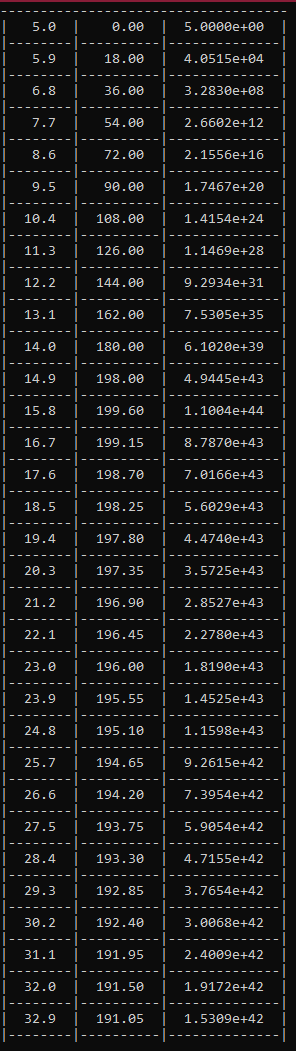 -----------------------------------
|   5.0  |    0.00  |  5.0000e+00  |
|--------|----------|--------------|
|   5.9  |   18.00  |  4.0515e+04  |
|--------|----------|--------------|
|   6.8  |   36.00  |  3.2830e+08  |
|--------|----------|--------------|
|   7.7  |   54.00  |  2.6602e+12  |
|--------|----------|--------------|
|   8.6  |   72.00  |  2.1556e+16  |
|--------|----------|--------------|
|   9.5  |   90.00  |  1.7467e+20  |
|--------|----------|--------------|
|  10.4  |  108.00  |  1.4154e+24  |
|--------|----------|--------------|
|  11.3  |  126.00  |  1.1469e+28  |
|--------|----------|--------------|
|  12.2  |  144.00  |  9.2934e+31  |
|--------|----------|--------------|
|  13.1  |  162.00  |  7.5305e+35  |
|--------|----------|--------------|
|  14.0  |  180.00  |  6.1020e+39  |
|--------|----------|--------------|
|  14.9  |  198.00  |  4.9445e+43  |
|--------|----------|--------------|
|  15.8  |  199.60  |  1.1004e+44  |
|--------|----------|--------------|
|  16.7  |  199.15  |  8.7870e+43  |
|--------|----------|--------------|
|  17.6  |  198.70  |  7.0166e+43  |
|--------|----------|--------------|
|  18.5  |  198.25  |  5.6029e+43  |
|--------|----------|--------------|
|  19.4  |  197.80  |  4.4740e+43  |
|--------|----------|--------------|
|  20.3  |  197.35  |  3.5725e+43  |
|--------|----------|--------------|
|  21.2  |  196.90  |  2.8527e+43  |
|--------|----------|--------------|
|  22.1  |  196.45  |  2.2780e+43  |
|--------|----------|--------------|
|  23.0  |  196.00  |  1.8190e+43  |
|--------|----------|--------------|
|  23.9  |  195.55  |  1.4525e+43  |
|--------|----------|--------------|
|  24.8  |  195.10  |  1.1598e+43  |
|--------|----------|--------------|
|  25.7  |  194.65  |  9.2615e+42  |
|--------|----------|--------------|
|  26.6  |  194.20  |  7.3954e+42  |
|--------|----------|--------------|
|  27.5  |  193.75  |  5.9054e+42  |
|--------|----------|--------------|
|  28.4  |  193.30  |  4.7155e+42  |
|--------|----------|--------------|
|  29.3  |  192.85  |  3.7654e+42  |
|--------|----------|--------------|
|  30.2  |  192.40  |  3.0068e+42  |
|--------|----------|--------------|
|  31.1  |  191.95  |  2.4009e+42  |
|--------|----------|--------------|
|  32.0  |  191.50  |  1.9172e+42  |
|--------|----------|--------------|
|  32.9  |  191.05  |  1.5309e+42  |
|--------|----------|--------------|